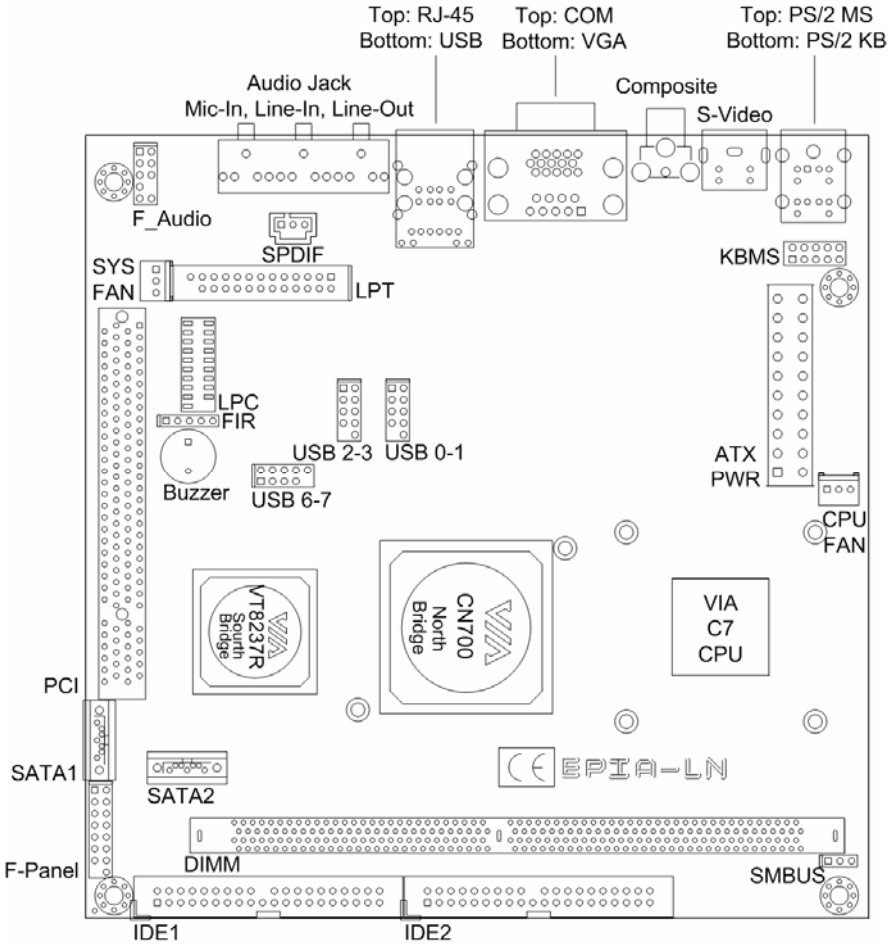 Top: RJ-45
Bottom: USB
Top: COM
Bottom: VGA
Top: PS/2 MS
Bottom: PS/2 KB
Audio Jack
Mic-In, Line-In, Line-Out
Composite
S-Video
F_Audio
SPDIF
KBMS
SYS
FAN
LPT
LPC
FIR
USB 2-3
USB 0-1
Buzzer
USB 6-7
ATX
PWR
CPU
FAN
VT8237R
Sourth
Bridge
VIA
CN700
North
Bridge
VIA
VIA
C7
CPU
PCI
SATA1
SATA2
CE EPIA-LN
DIMM
F-Panel
SMBUS
IDE1
IDE2